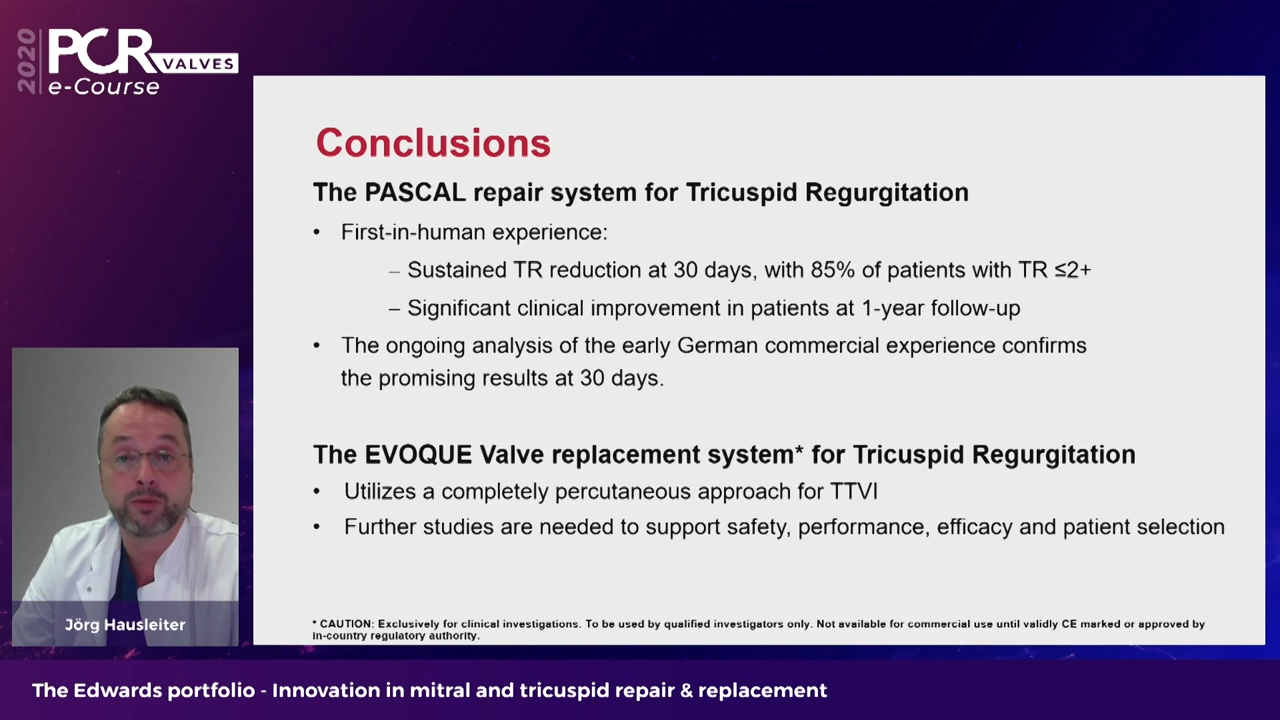 2020
PCR
VALVES
e-Course
Conclusions
The PASCAL repair system for Tricuspid Regurgitation
• First-in-human experience:
– Sustained TR reduction at 30 days, with 85% of patients with TR ≤2+
– Significant clinical improvement in patients at 1-year follow-up
• The ongoing analysis of the early German commercial experience confirms
the promising results at 30 days.
The EVOQUE Valve replacement system* for Tricuspid Regurgitation
• Utilizes a completely percutaneous approach for TTVI
• Further studies are needed to support safety, performance, efficacy and patient selection
* CAUTION: Exclusively for clinical investigations. To be used by qualified investigators only. Not available for commercial use until validly CE marked or approved by
in-country regulatory authority.
Jörg Hausleiter
The Edwards portfolio - Innovation in mitral and tricuspid repair & replacement